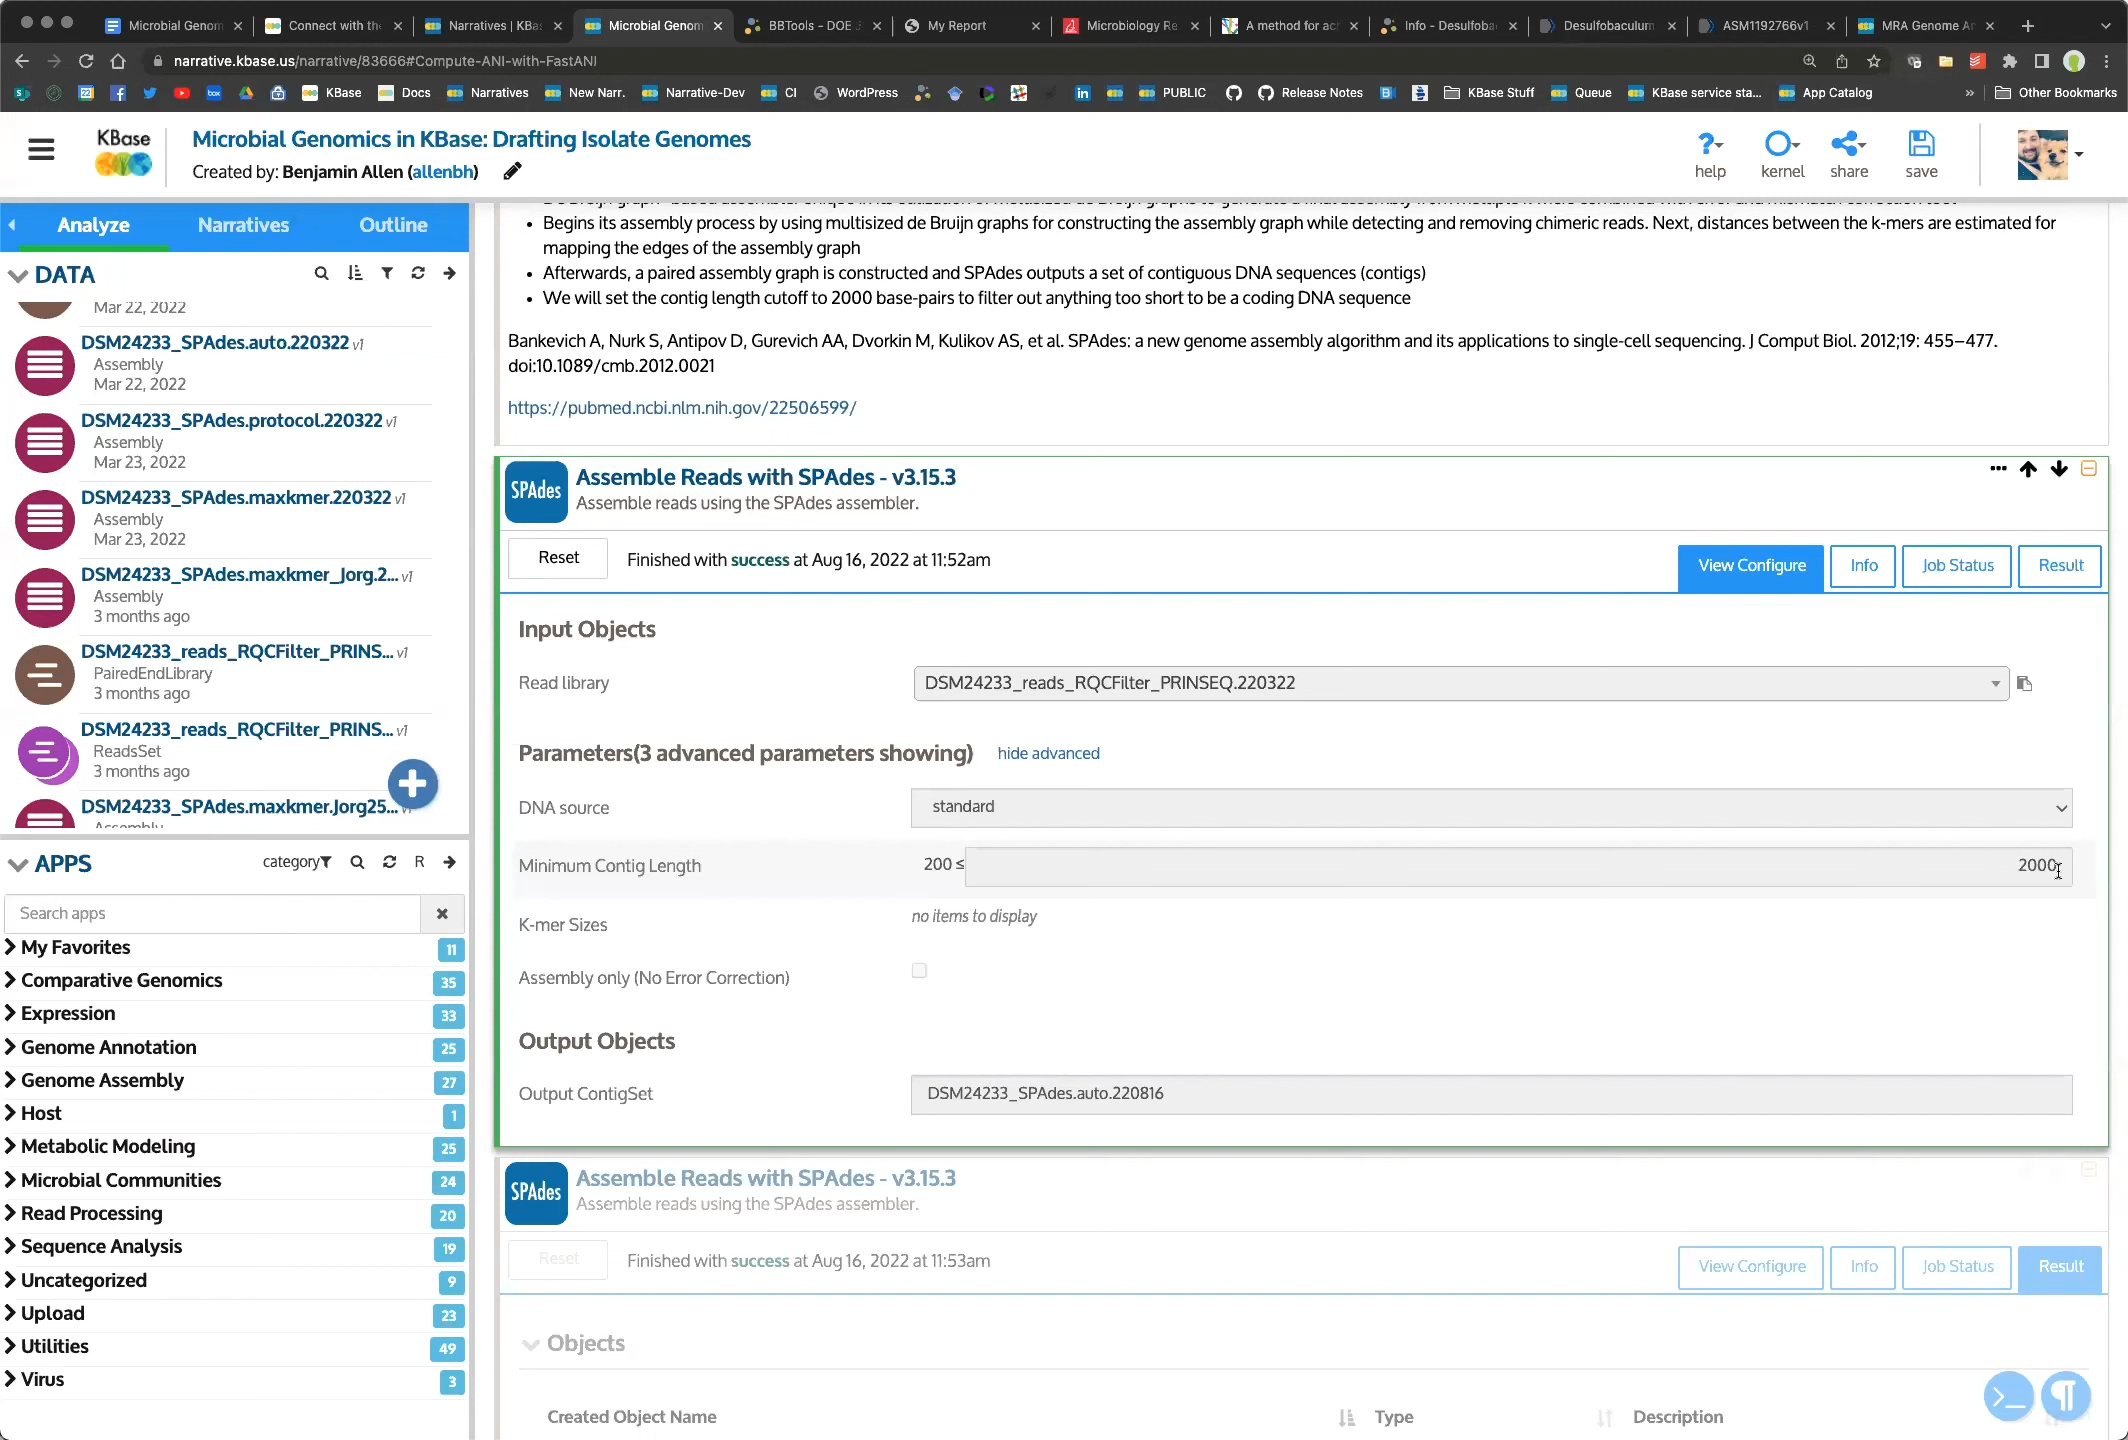 Microbial Genom
Connect with the
Narratives | KBas
Microbial Genom
BBTools - DOE
My Report
Microbiology Re
A method for ac
Info - Desulfoba
Desulfobaculum
ASM1192766v1
MRA Genome A
narrative.kbase.us/narrative/83666#Compute-ANI-with-FastANI
KBase
Docs
Narratives
New Narr.
Narrative-Dev
CI
WordPress
PUBLIC
Release Notes
KBase Stuff
Queue
KBase service sta...
App Catalog
»
Other Bookmarks
KBase
Microbial Genomics in KBase: Drafting Isolate Genomes
Created by: Benjamin Allen (allenbh)
help
kernel
share
save
Analyze
Narratives
Outline
DATA
Mar 22, 2022
DSM24233_SPAdes.auto.220322 v1
Assembly
Mar 22, 2022
DSM24233_SPAdes.protocol.220322 v1
Assembly
Mar 23, 2022
DSM24233_SPAdes.maxkmer.220322 v1
Assembly
Mar 23, 2022
DSM24233_SPAdes.maxkmer_Jorg.2... v1
Assembly
3 months ago
DSM24233_reads_RQCFilter_PRINS... v1
PairedEndLibrary
3 months ago
DSM24233_reads_RQCFilter_PRINS... v1
ReadsSet
3 months ago
DSM24233_SPAdes.maxkmer.Jorg25... v1
Assembly
APPS
category
R
Search apps
My Favorites 11
Comparative Genomics 35
Expression 33
Genome Annotation 25
Genome Assembly 27
Host 1
Metabolic Modeling 25
Microbial Communities 24
Read Processing 20
Sequence Analysis 19
Uncategorized 9
Upload 23
Utilities 49
Virus 3
• Begins its assembly process by using multisized de Bruijn graphs for constructing the assembly graph while detecting and removing chimeric reads. Next, distances between the k-mers are estimated for
mapping the edges of the assembly graph
• Afterwards, a paired assembly graph is constructed and SPAdes outputs a set of contiguous DNA sequences (contigs)
• We will set the contig length cutoff to 2000 base-pairs to filter out anything too short to be a coding DNA sequence
Bankevich A, Nurk S, Antipov D, Gurevich AA, Dvorkin M, Kulikov AS, et al. SPAdes: a new genome assembly algorithm and its applications to single-cell sequencing. J Comput Biol. 2012;19: 455–477.
doi:10.1089/cmb.2012.0021
https://pubmed.ncbi.nlm.nih.gov/22506599/
SPAdes
Assemble Reads with SPAdes - v3.15.3
Assemble reads using the SPAdes assembler.
Reset
Finished with success at Aug 16, 2022 at 11:52am
View Configure
Info
Job Status
Result
Input Objects
Read library
DSM24233_reads_RQCFilter_PRINSEQ.220322
Parameters(3 advanced parameters showing) hide advanced
DNA source
standard
Minimum Contig Length
200 ≤
2000
K-mer Sizes
no items to display
Assembly only (No Error Correction)
Output Objects
Output ContigSet
DSM24233_SPAdes.auto.220816
SPAdes
Assemble Reads with SPAdes - v3.15.3
Assemble reads using the SPAdes assembler.
Reset
Finished with success at Aug 16, 2022 at 11:53am
View Configure
Info
Job Status
Result
Objects
Created Object Name
Type
Description